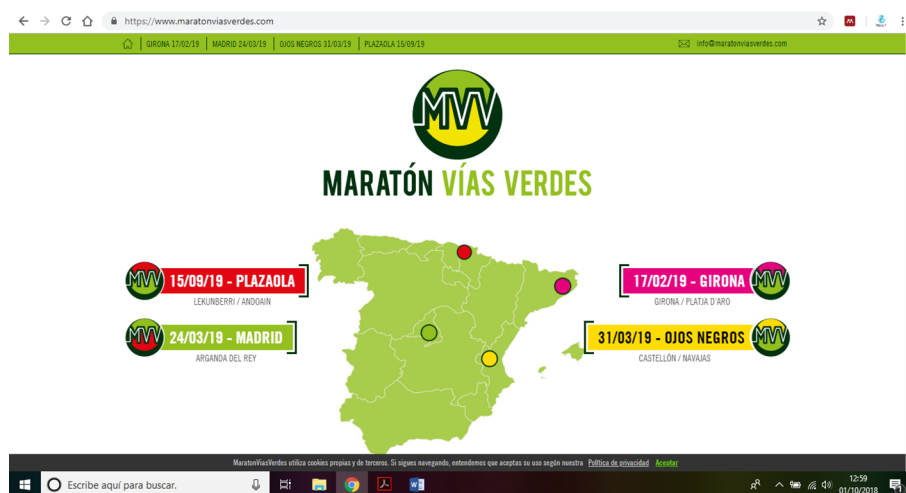 https://www.maratonviasverdes.com
GIRONA 17/02/19 | MADRID 24/03/19 | OJOS NEGROS 31/03/19 | PLAZAOLA 15/09/19
info@maratonviasverdes.com
MVV
MARATÓN VÍAS VERDES
MVV 15/09/19 - PLAZAOLA
LEKUNBERRI / ANDOAIN
MVV 24/03/19 - MADRID
ARGANDA DEL REY
17/02/19 - GIRONA MVV
GIRONA / PLATJA D'ARO
31/03/19 - OJOS NEGROS MVV
CASTELLÓN / NAVAJAS
MaratonViasVerdes utiliza cookies propias y de terceros. Si sigues navegando, entendemos que aceptas su uso según nuestra Política de privacidad Aceptar
Escribe aquí para buscar.
12:59
01/10/2018